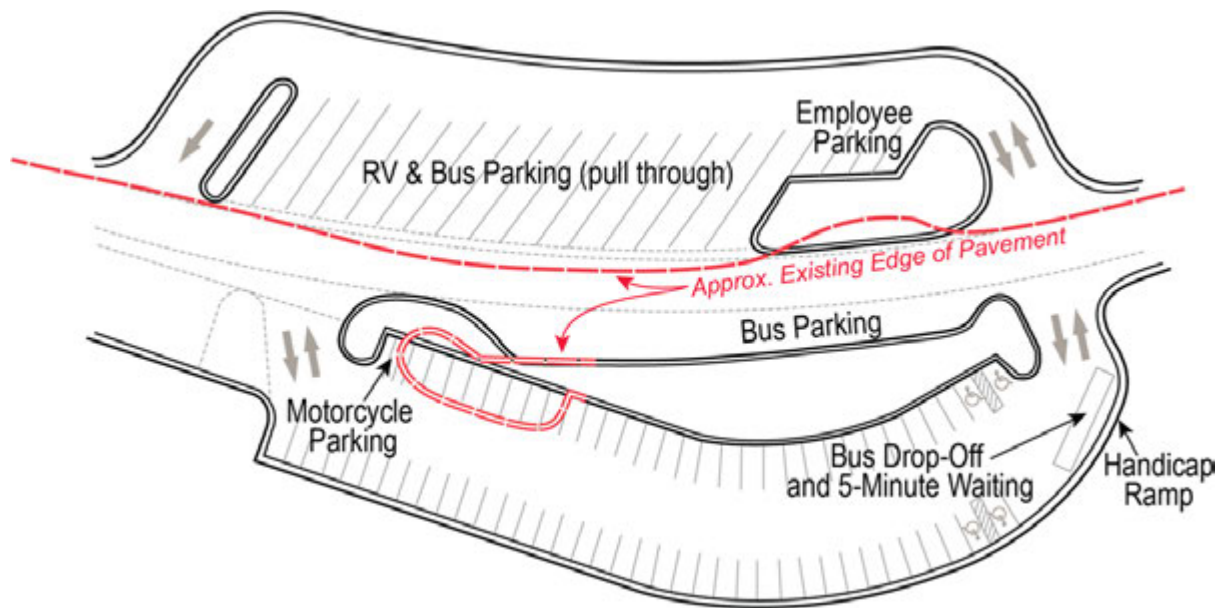 Employee
Parking
RV & Bus Parking (pull through)
Approx. Existing Edge of Pavement
Bus Parking
Motorcycle
Parking
Bus Drop-Off
and 5-Minute Waiting
Handicap
Ramp